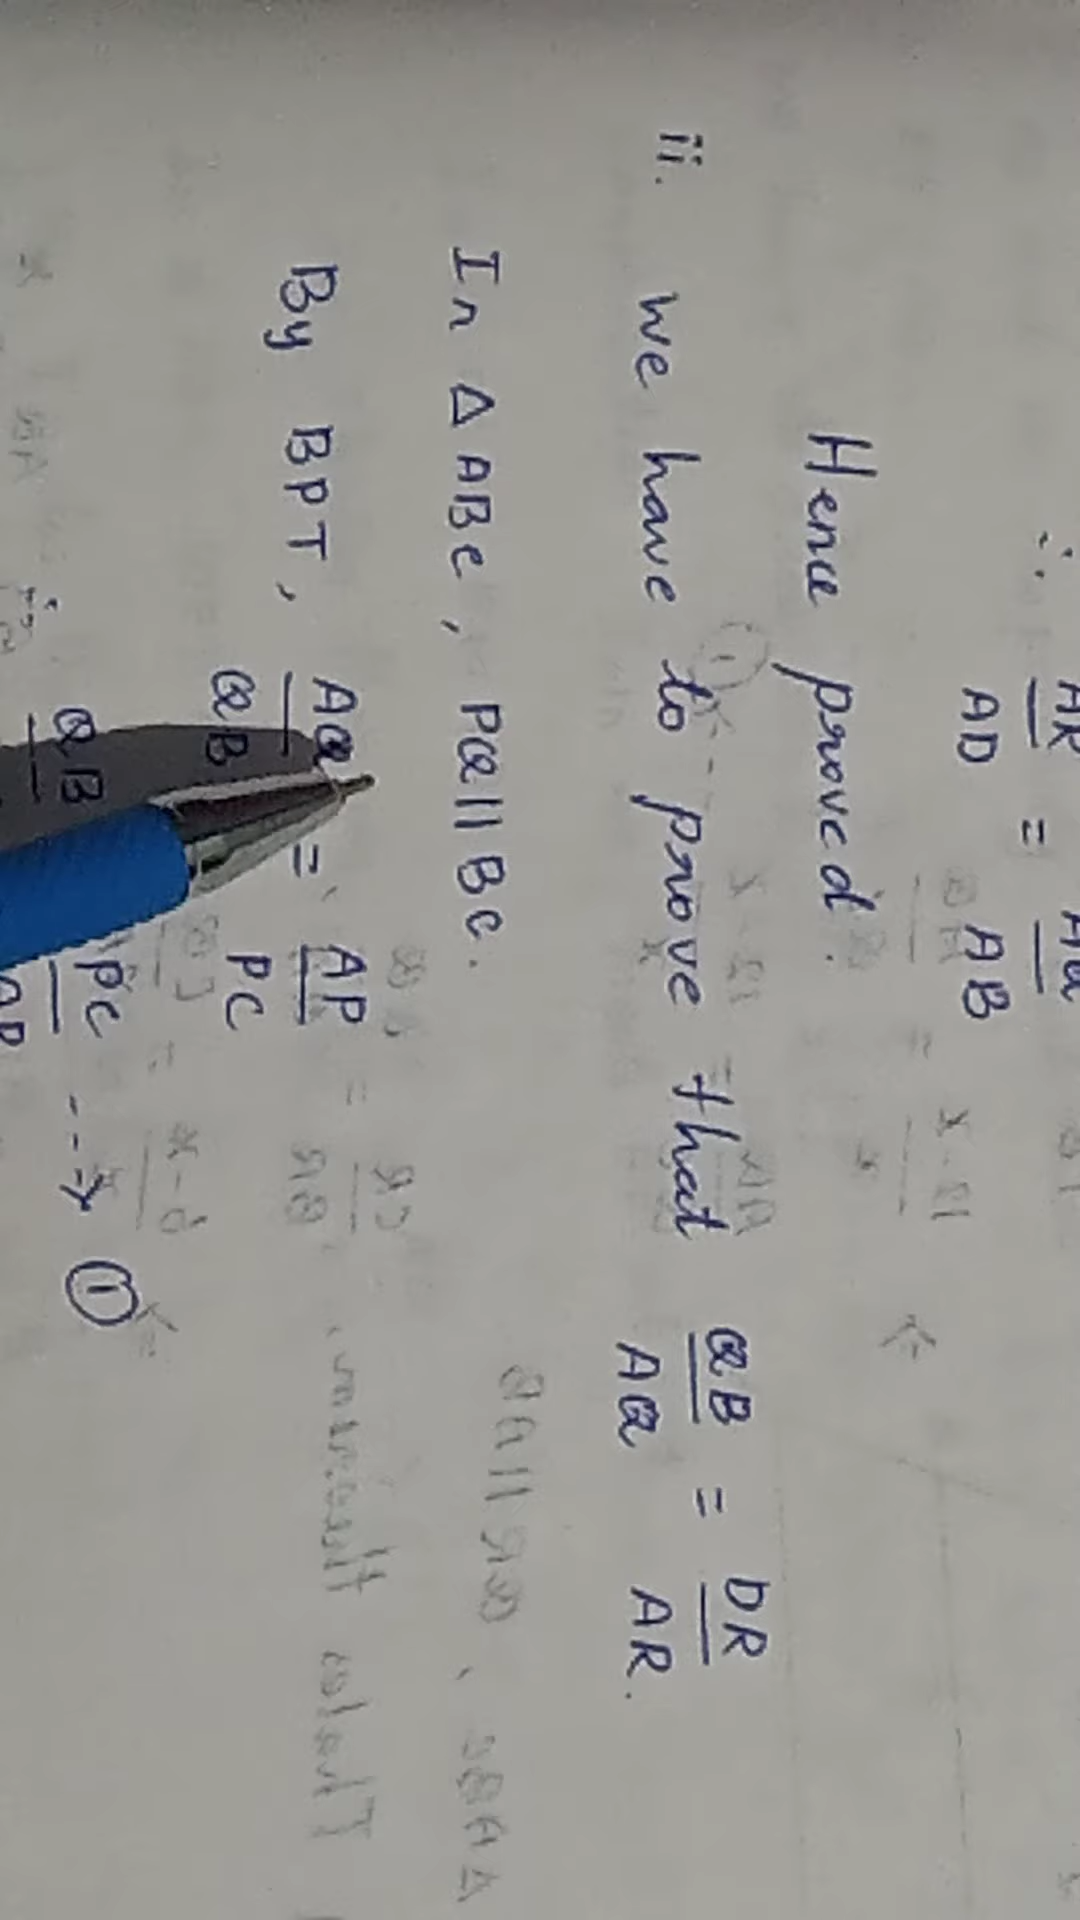 ∴ AR/AD = AQ/AB
Hence proved.
ii. We have to prove that QB/AQ = DR/AR.
In △ABC, PQ||BC.
By BPT, AQ/QB = AP/PC
QB = PC/AP --→ ①